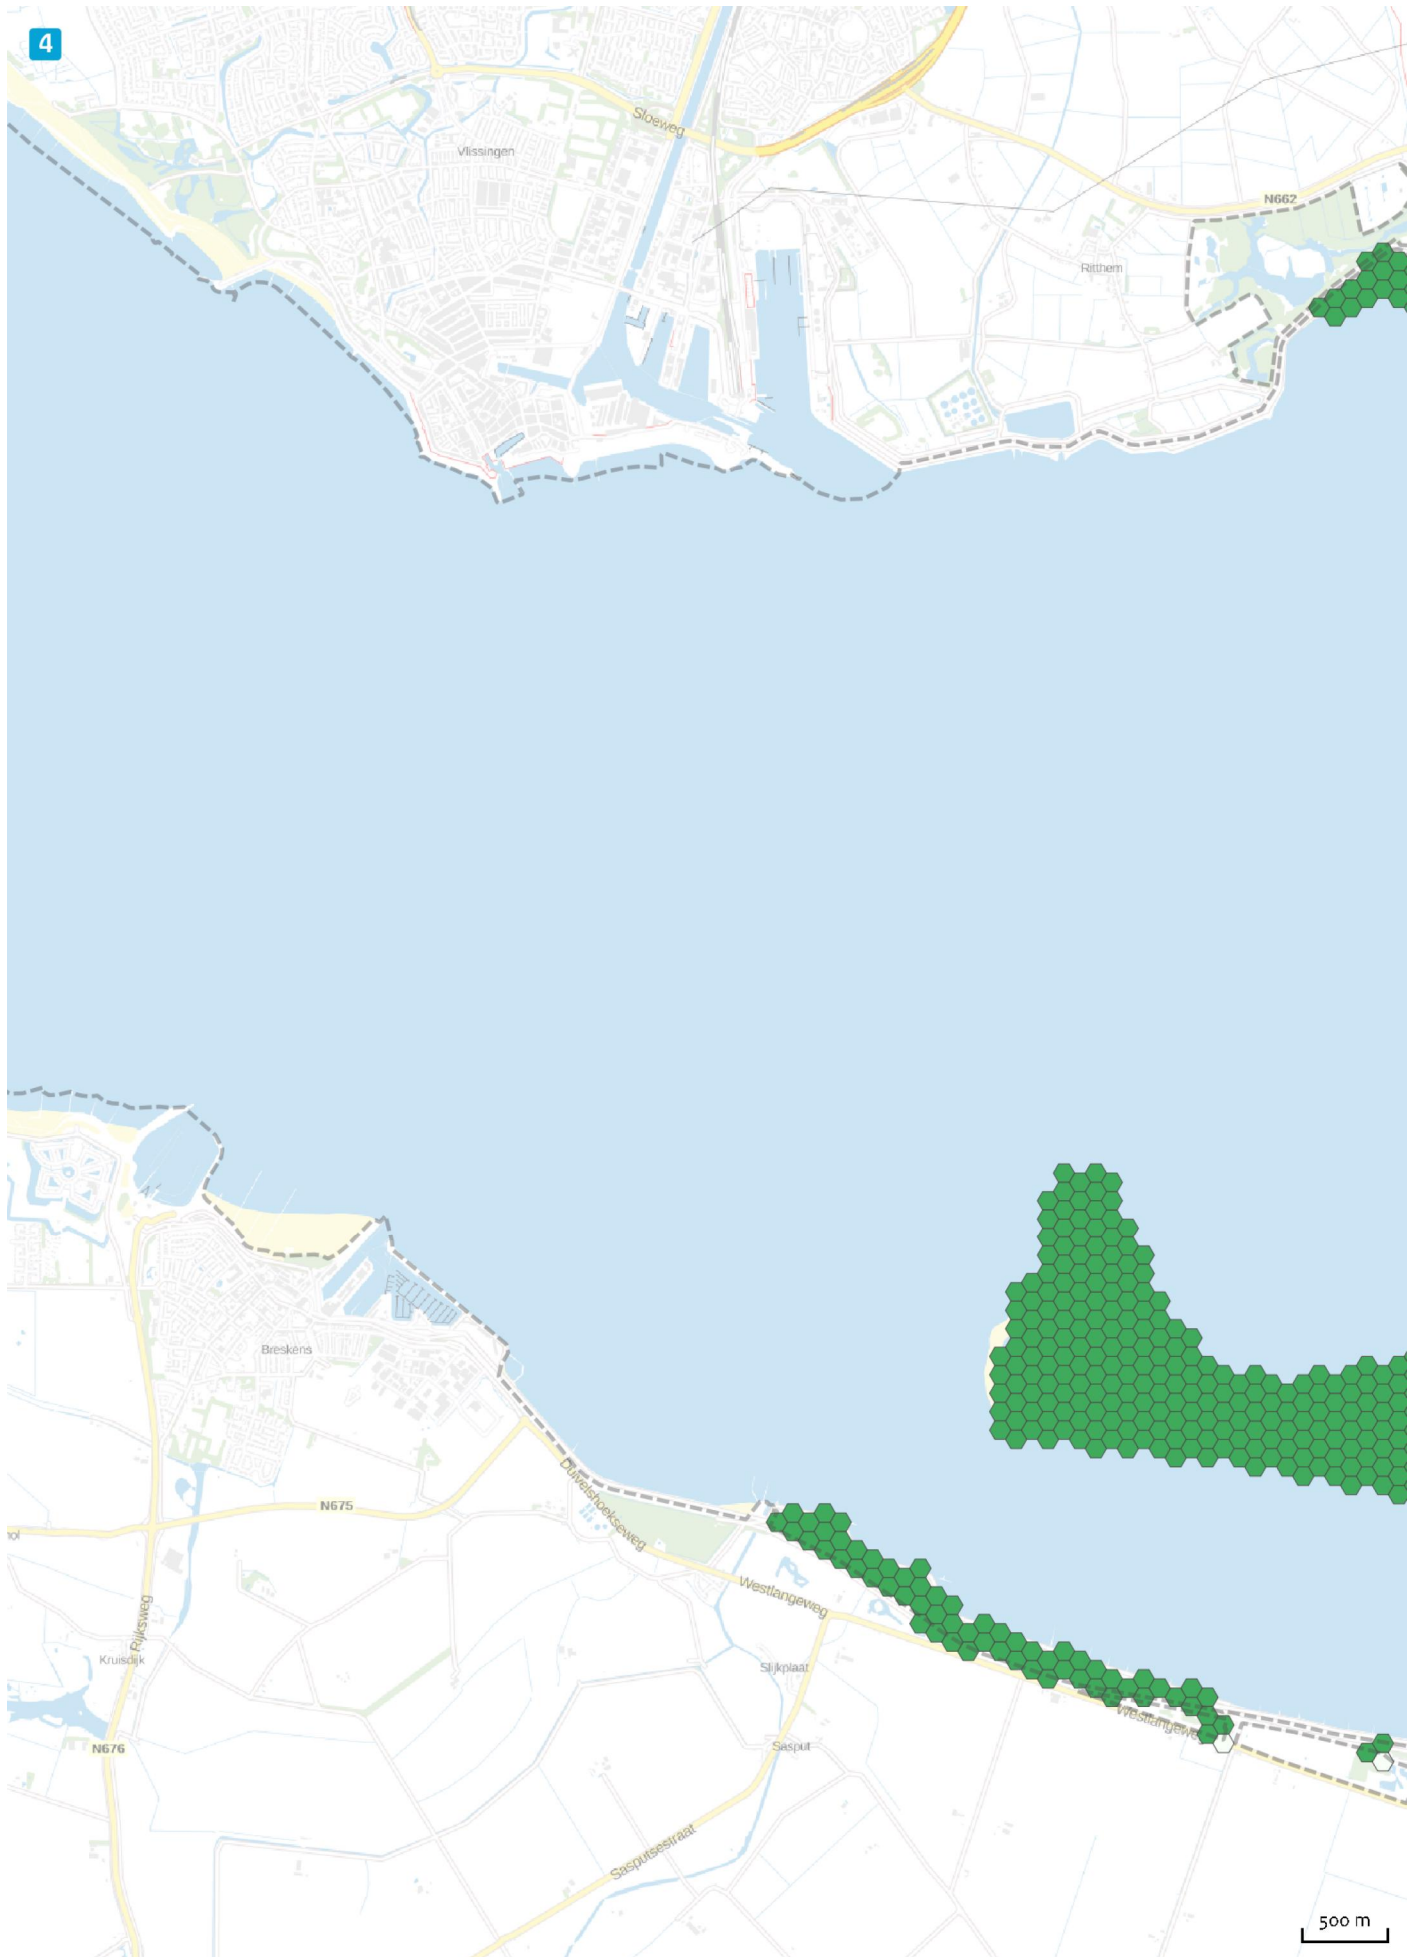 4
Sloeweg
Vlissingen
N662
Ritthem
Breskens
Duivelshoekseweg
N675
Westlangeweg
Rijksweg
Kruisdijk
Slijkplaat
Westlangeweg
N676
Sasput
Sasputsestraat
500 m